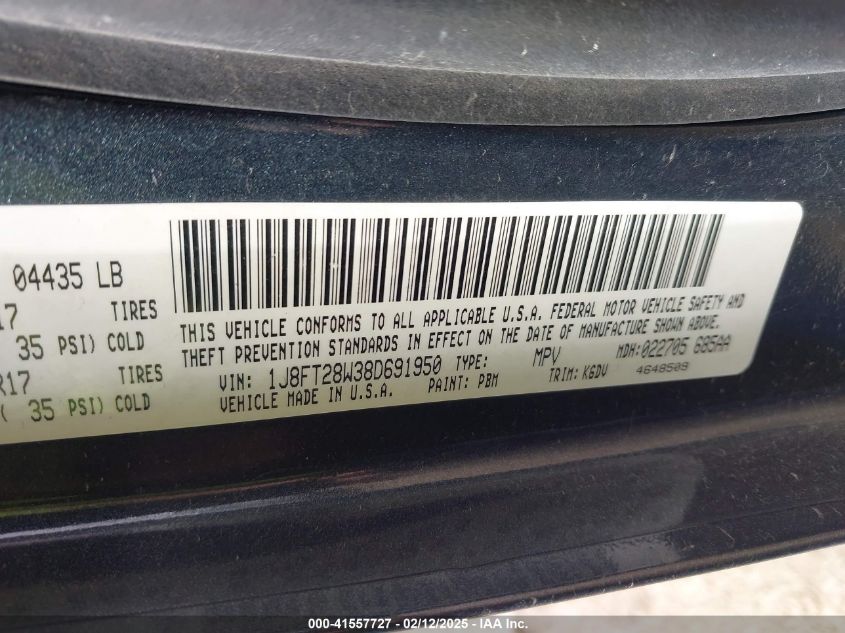 04435 LB
17 TIRES
35 PSI) COLD
R17 TIRES
( 35 PSI) COLD
THIS VEHICLE CONFORMS TO ALL APPLICABLE U.S.A. FEDERAL MOTOR VEHICLE SAFETY AND
THEFT PREVENTION STANDARDS IN EFFECT ON THE DATE OF MANUFACTURE SHOWN ABOVE.
VIN: 1J8FT28W38D691950 TYPE: MPV MDH:022705 685AA
VEHICLE MADE IN U.S.A. PAINT: PBM TRIM: K6DV 4648509
000-41557727 - 02/12/2025 - IAA Inc.